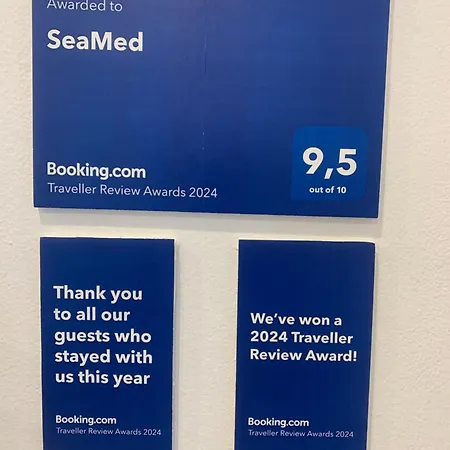 Awarded to
SeaMed
9,5
out of 10
Booking.com
Traveller Review Awards 2024
Thank you
to all our
guests who
stayed with
us this year
Booking.com
Traveller Review Awards 2024
We've won a
2024 Traveller
Review Award!
Booking.com
Traveller Review Awards 2024